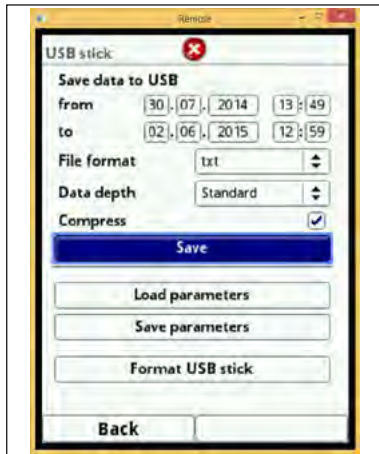 Remote
USB stick
Save data to USB
from 30.07.2014 13:49
to 02.06.2015 12:59
File format txt
Data depth Standard
Compress
Save
Load parameters
Save parameters
Format USB stick
Back